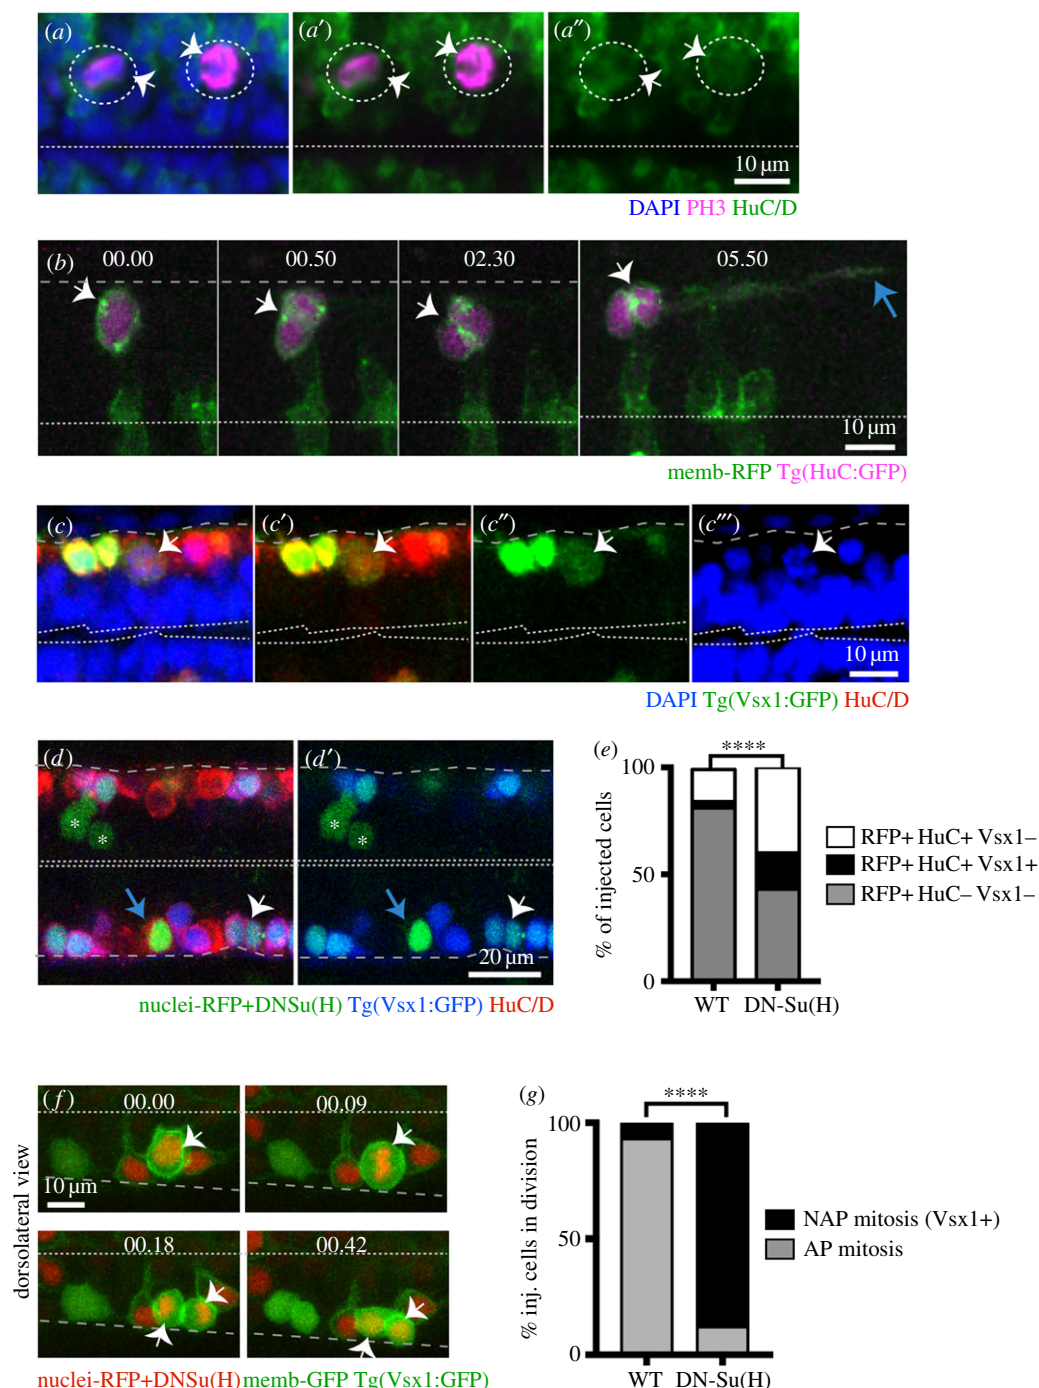 (a) (a′) (a″)
10 µm
DAPI PH3 HuC/D
(b) 00.00 00.50 02.30 05.50
10 µm
memb-RFP Tg(HuC:GFP)
(c) (c′) (c″) (c‴)
10 µm
DAPI Tg(Vsx1:GFP) HuC/D
(d) (d′)
* *
* *
20 µm
nuclei-RFP+DNSu(H) Tg(Vsx1:GFP) HuC/D
(e)
****
100
50
0
% of injected cells
WT DN-Su(H)
RFP+ HuC+ Vsx1–
RFP+ HuC+ Vsx1+
RFP+ HuC– Vsx1–
(f) 00.00 00.09
10 µm
00.18 00.42
dorsolateral view
nuclei-RFP+DNSu(H) memb-GFP Tg(Vsx1:GFP)
(g)
****
100
50
0
% inj. cells in division
WT DN-Su(H)
NAP mitosis (Vsx1+)
AP mitosis